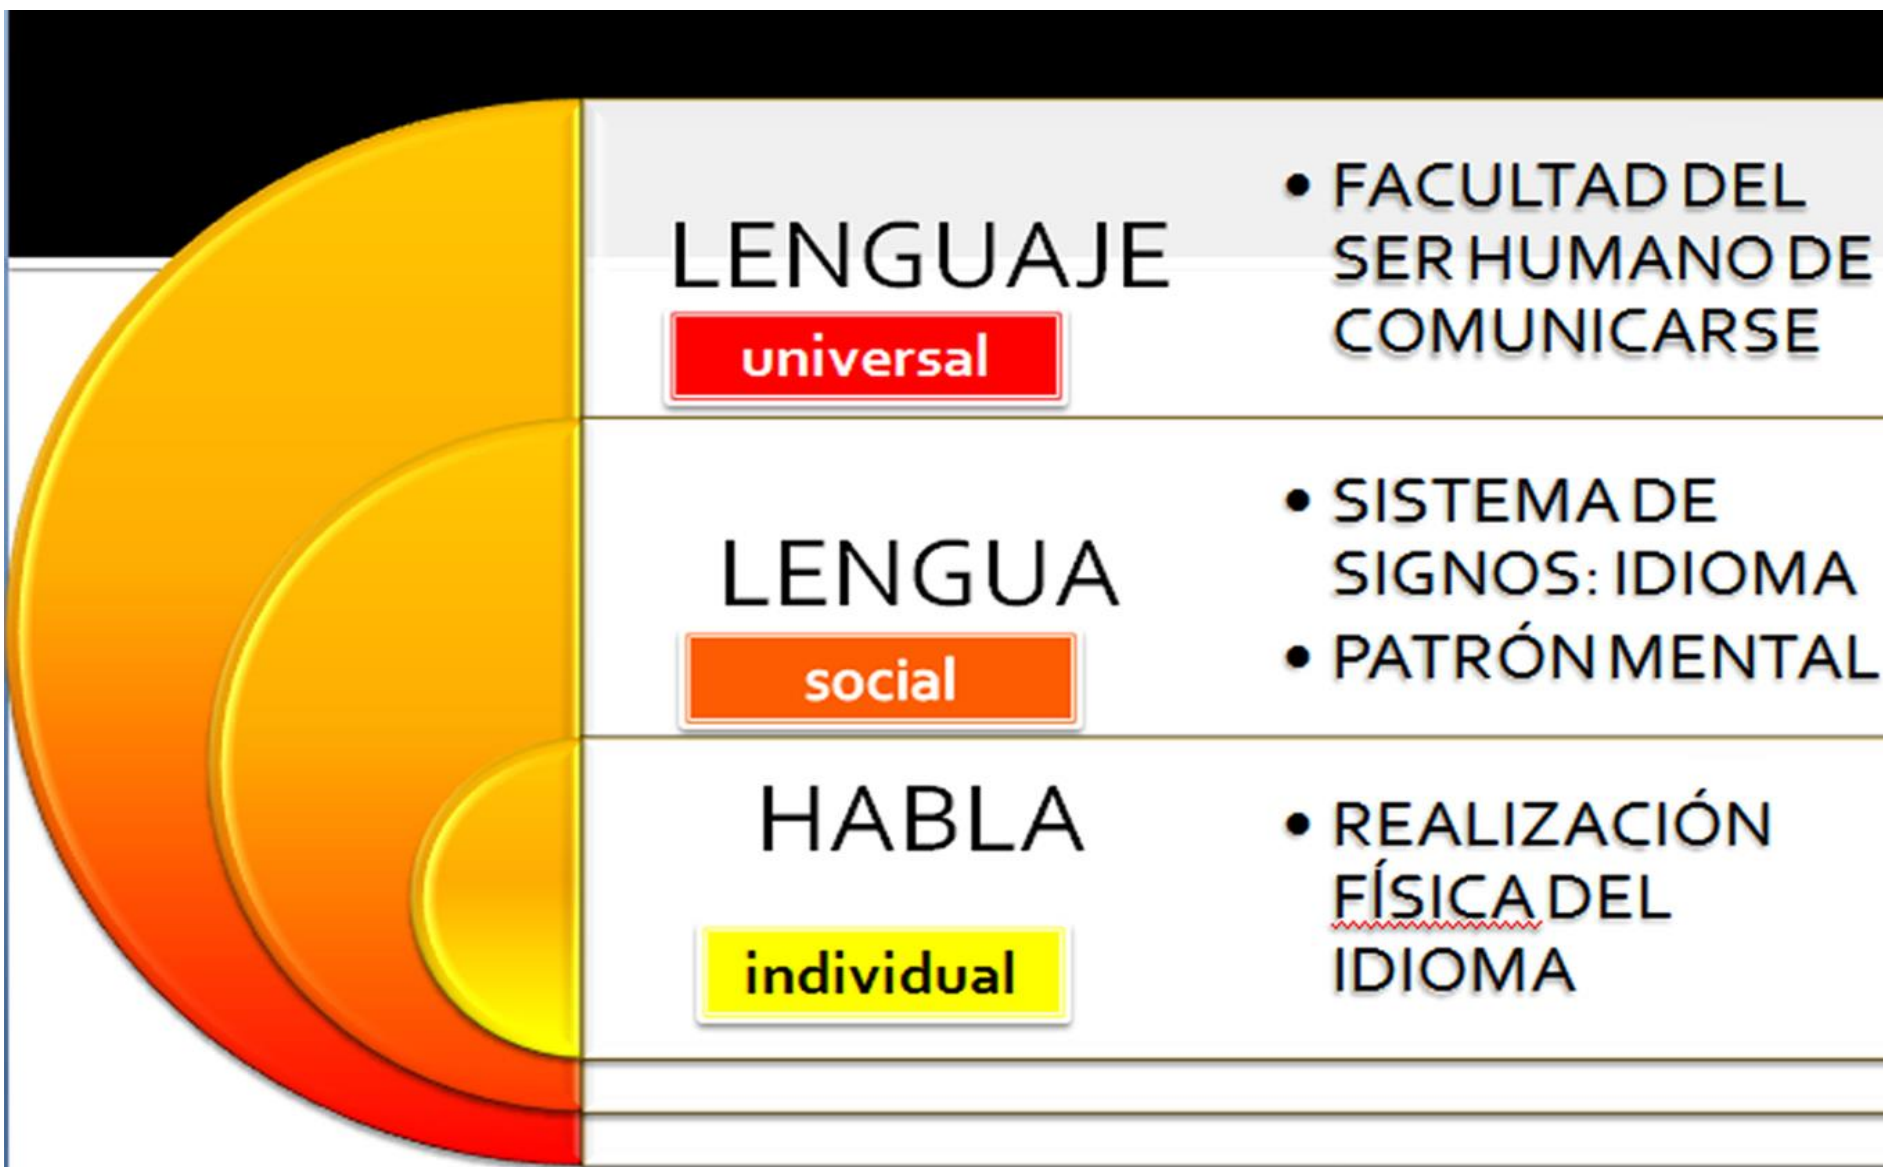 LENGUAJE
universal
• FACULTAD DEL
SER HUMANO DE
COMUNICARSE
LENGUA
social
• SISTEMA DE
SIGNOS: IDIOMA
• PATRÓN MENTAL
HABLA
individual
• REALIZACIÓN
FÍSICA DEL
IDIOMA